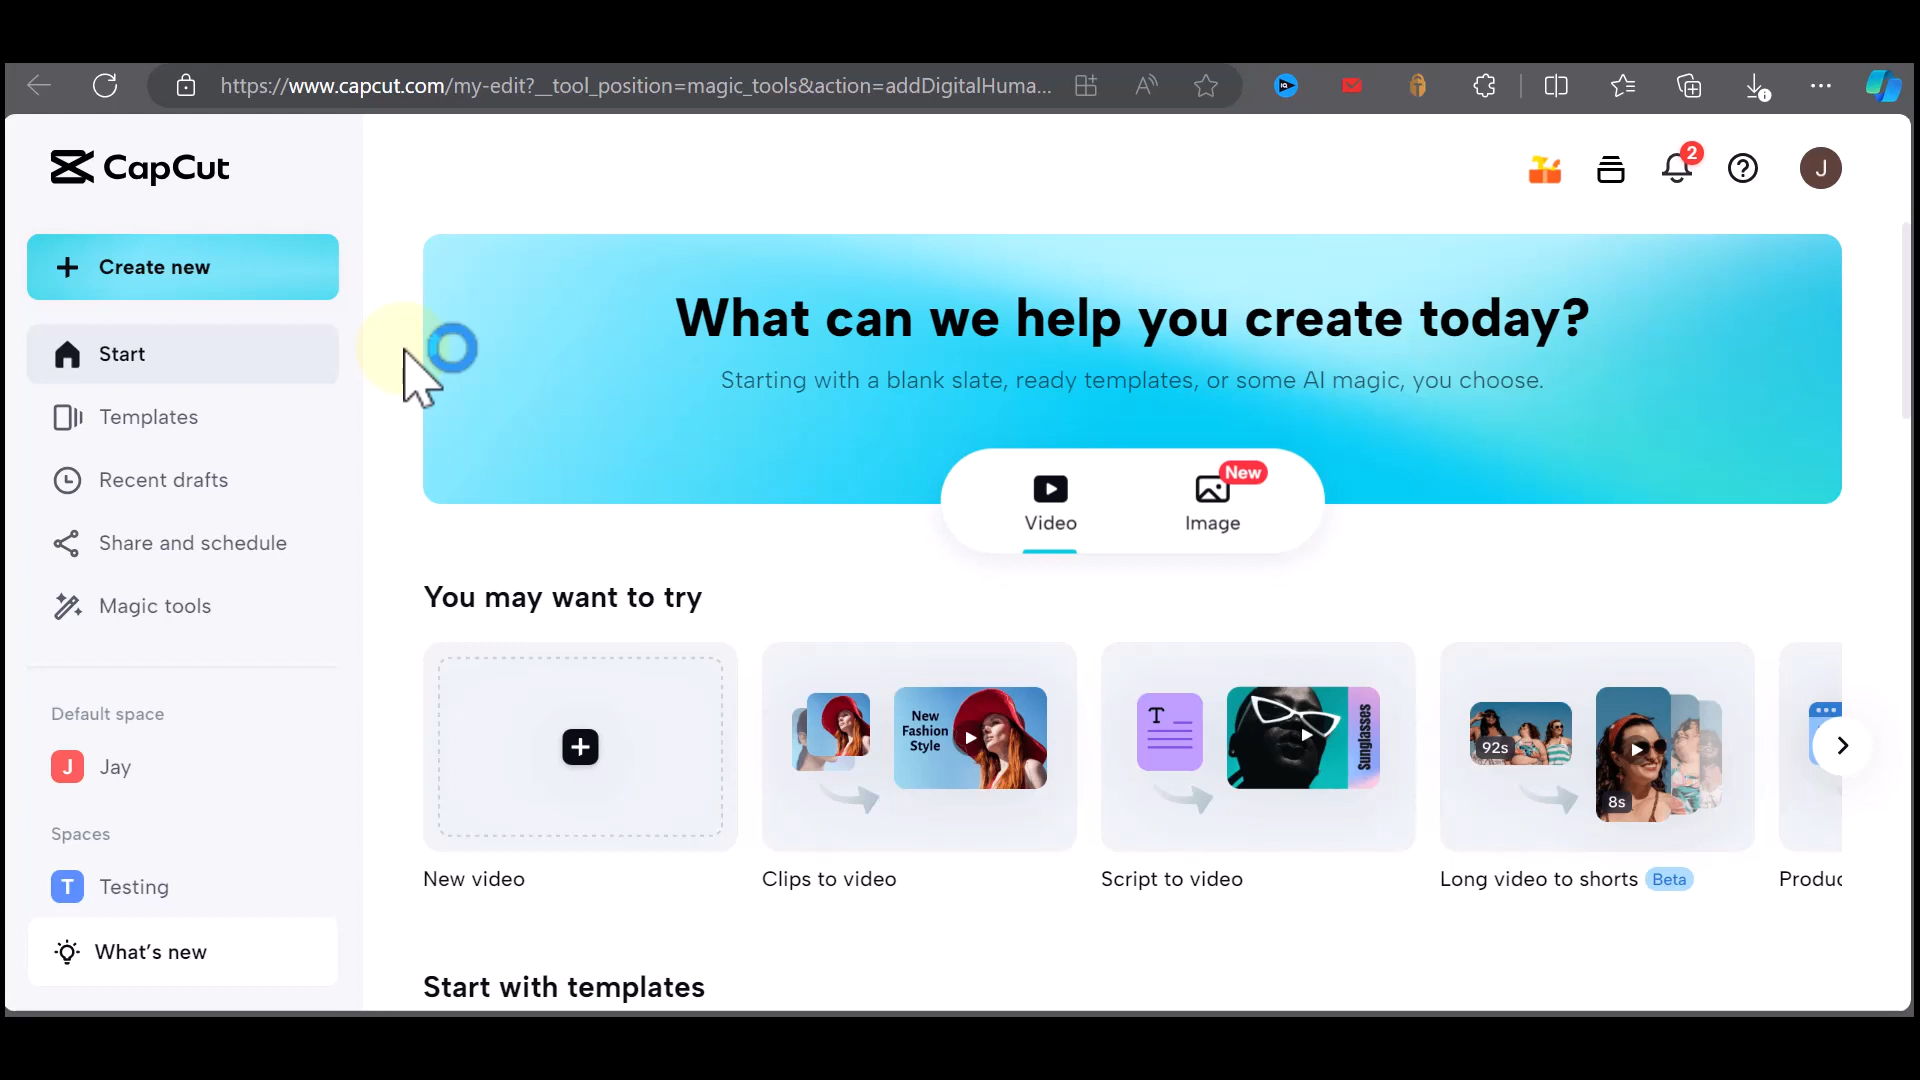 https://www.capcut.com/my-edit?__tool_position=magic_tools&action=addDigitalHuma...
CapCut
2
J
Create new
Start
Templates
Recent drafts
Share and schedule
Magic tools
Default space
J Jay
Spaces
T Testing
What's new
What can we help you create today?
Starting with a blank slate, ready templates, or some AI magic, you choose.
Video
New
Image
You may want to try
New
Fashion
Style
T
Sunglasses
92s
8s
New video
Clips to video
Script to video
Long video to shorts Beta
Produc
Start with templates